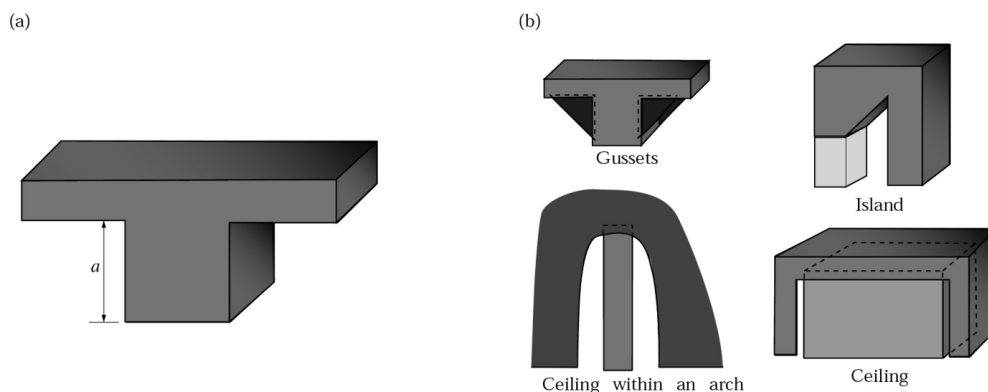 (a)
(b)
a
Gussets
Island
Ceiling within an arch
Ceiling